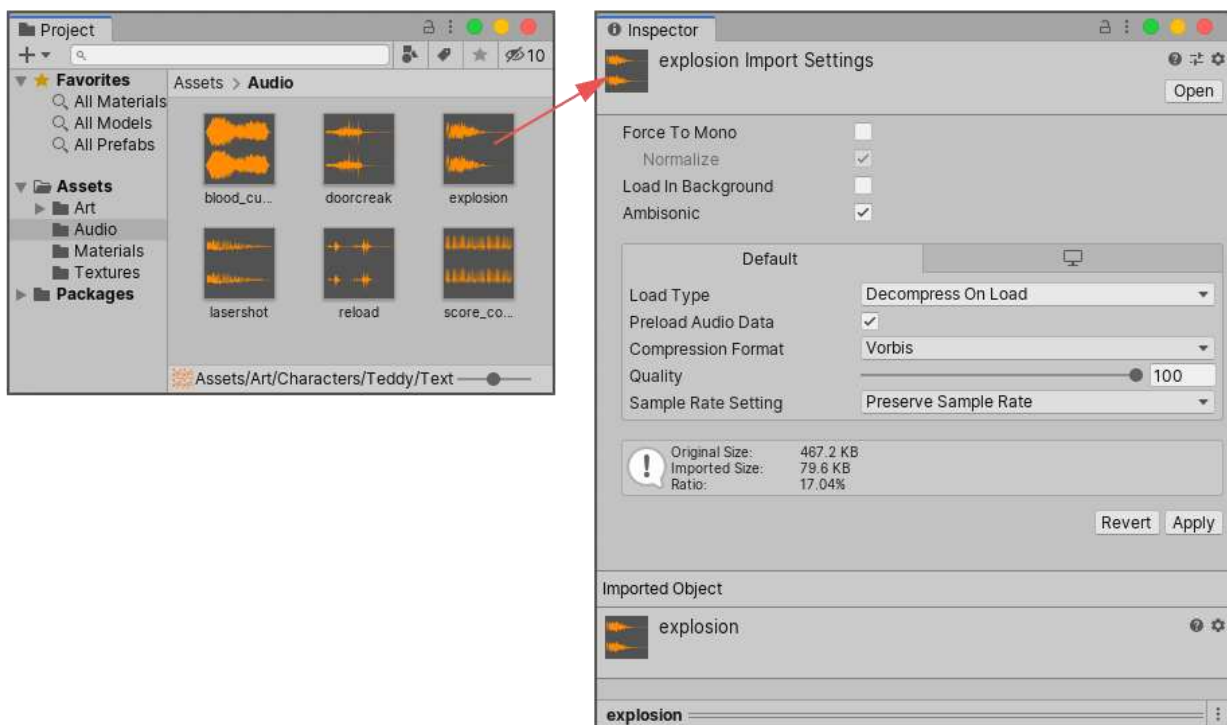 Project
10
Favorites
All Materials
All Models
All Prefabs
Assets
Art
Audio
Materials
Textures
Packages
Assets > Audio
blood_cu...
doorcreak
explosion
lasershot
reload
score_co...
Assets/Art/Characters/Teddy/Text
Inspector
explosion Import Settings
Open
Force To Mono
Normalize
Load In Background
Ambisonic
Default
Load Type Decompress On Load
Preload Audio Data
Compression Format Vorbis
Quality 100
Sample Rate Setting Preserve Sample Rate
Original Size: 467.2 KB
Imported Size: 79.6 KB
Ratio: 17.04%
Revert Apply
Imported Object
explosion
explosion